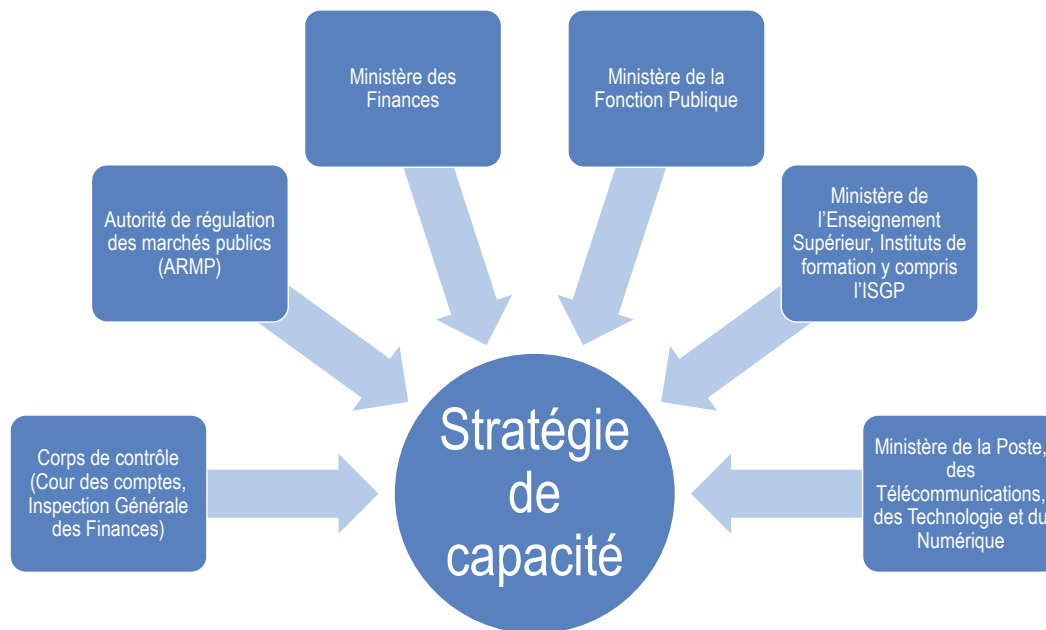 Ministère des
Finances
Ministère de la
Fonction Publique
Autorité de régulation
des marchés publics
(ARMP)
Ministère de
l’Enseignement
Supérieur, Instituts de
formation y compris
l’ISGP
Corps de contrôle
(Cour des comptes,
Inspection Générale
des Finances)
Stratégie
de
capacité
Ministère de la Poste,
des
Télécommunications,
des Technologie et du
Numérique